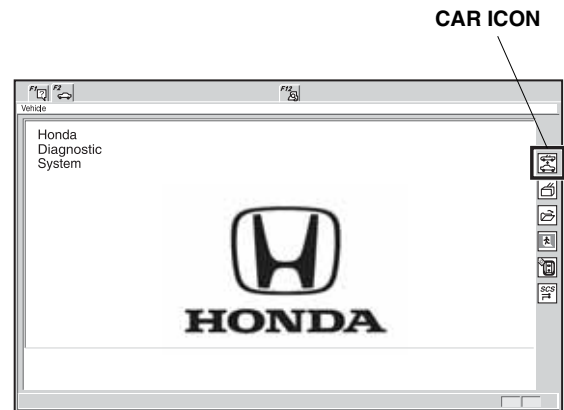 CAR ICON
F1 F2 F12
Vehicle
Honda
Diagnostic
System
HONDA
SCS